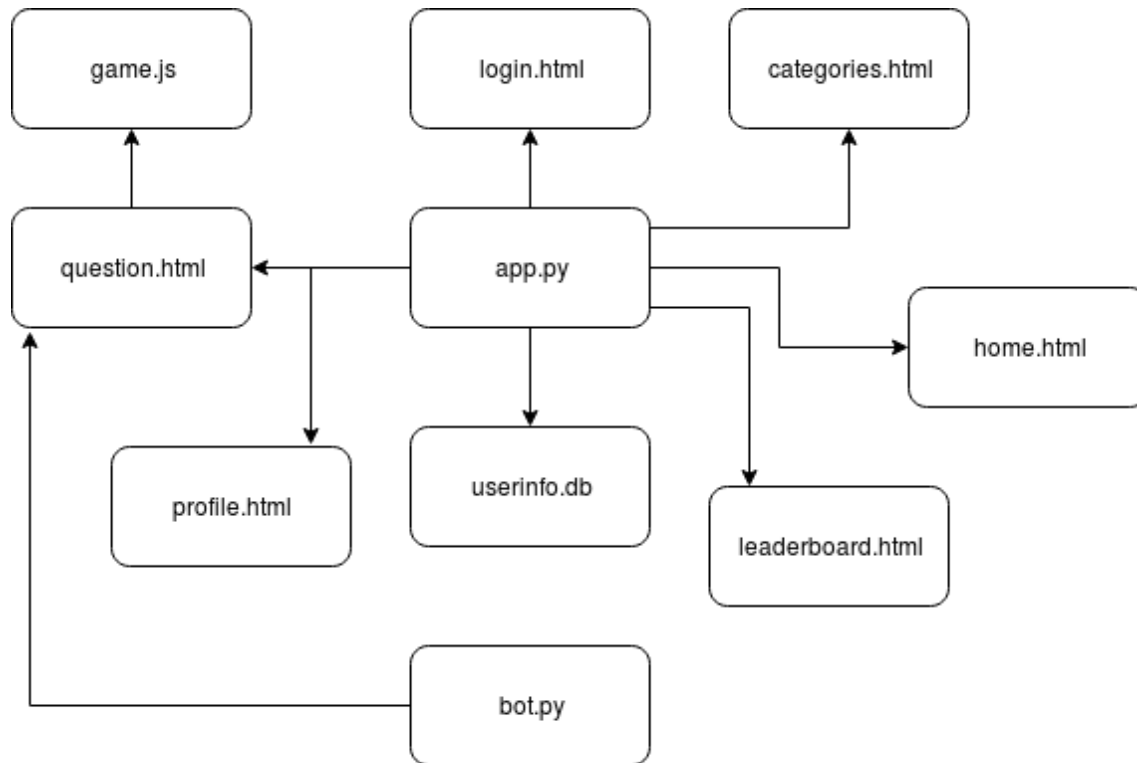 game.js
login.html
categories.html
question.html
app.py
home.html
profile.html
userinfo.db
leaderboard.html
bot.py